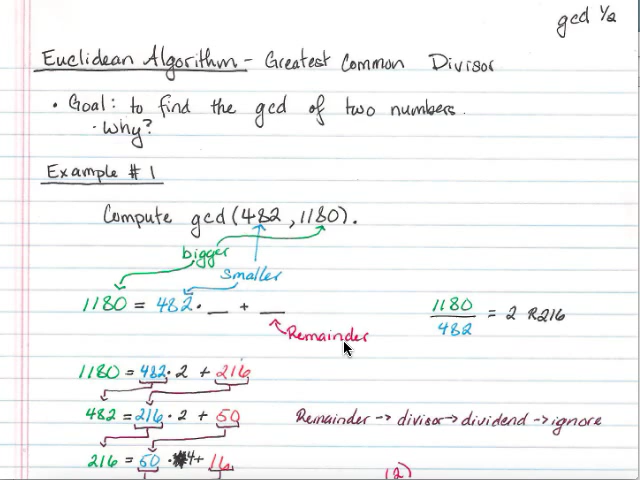 gcd 1/2
Euclidean Algorithm - Greatest Common Divisor
• Goal: to find the gcd of two numbers.
• Why?
Example #1
Compute gcd(482, 1180).
bigger
smaller
1180 = 482 · __ + __
1180/482 = 2 R216
Remainder
1180 = 482 · 2 + 216
482 = 216 · 2 + 50
Remainder → divisor → dividend → ignore
216 = 50 · 4 + 16
(2)